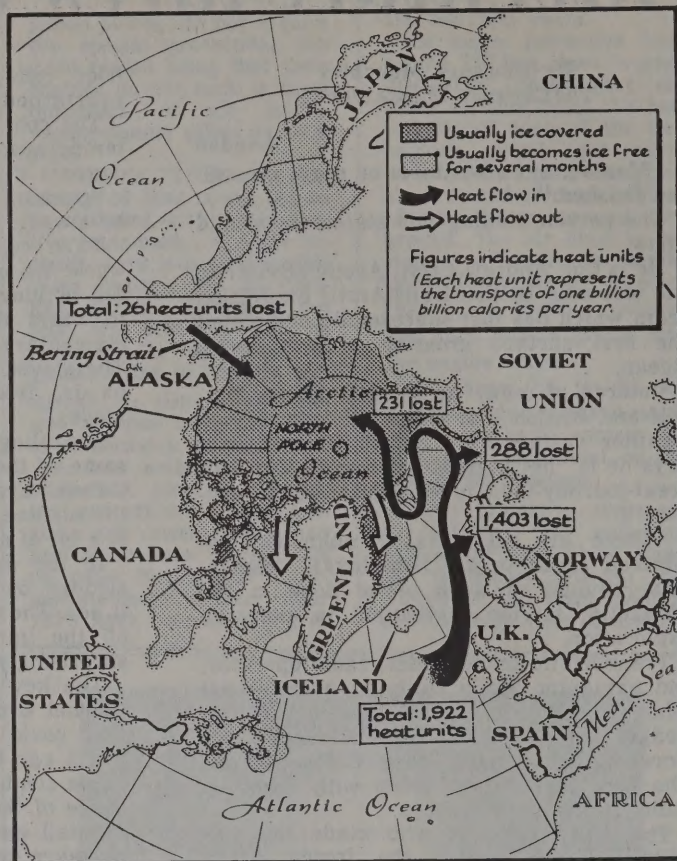 JAPAN
CHINA
Pacific
Ocean
Usually ice covered
Usually becomes ice free
for several months
Heat flow in
Heat flow out
Figures indicate heat units
(Each heat unit represents
the transport of one billion
billion calories per year.
Total: 26 heat units lost
Bering Strait
ALASKA
SOVIET
UNION
Arctic
231 lost
NORTH
POLE
Ocean
288 lost
1,403 lost
CANADA
GREENLAND
NORWAY
U.K.
UNITED
STATES
ICELAND
Total: 1,922
heat units
SPAIN
Med. Sea
AFRICA
Atlantic Ocean